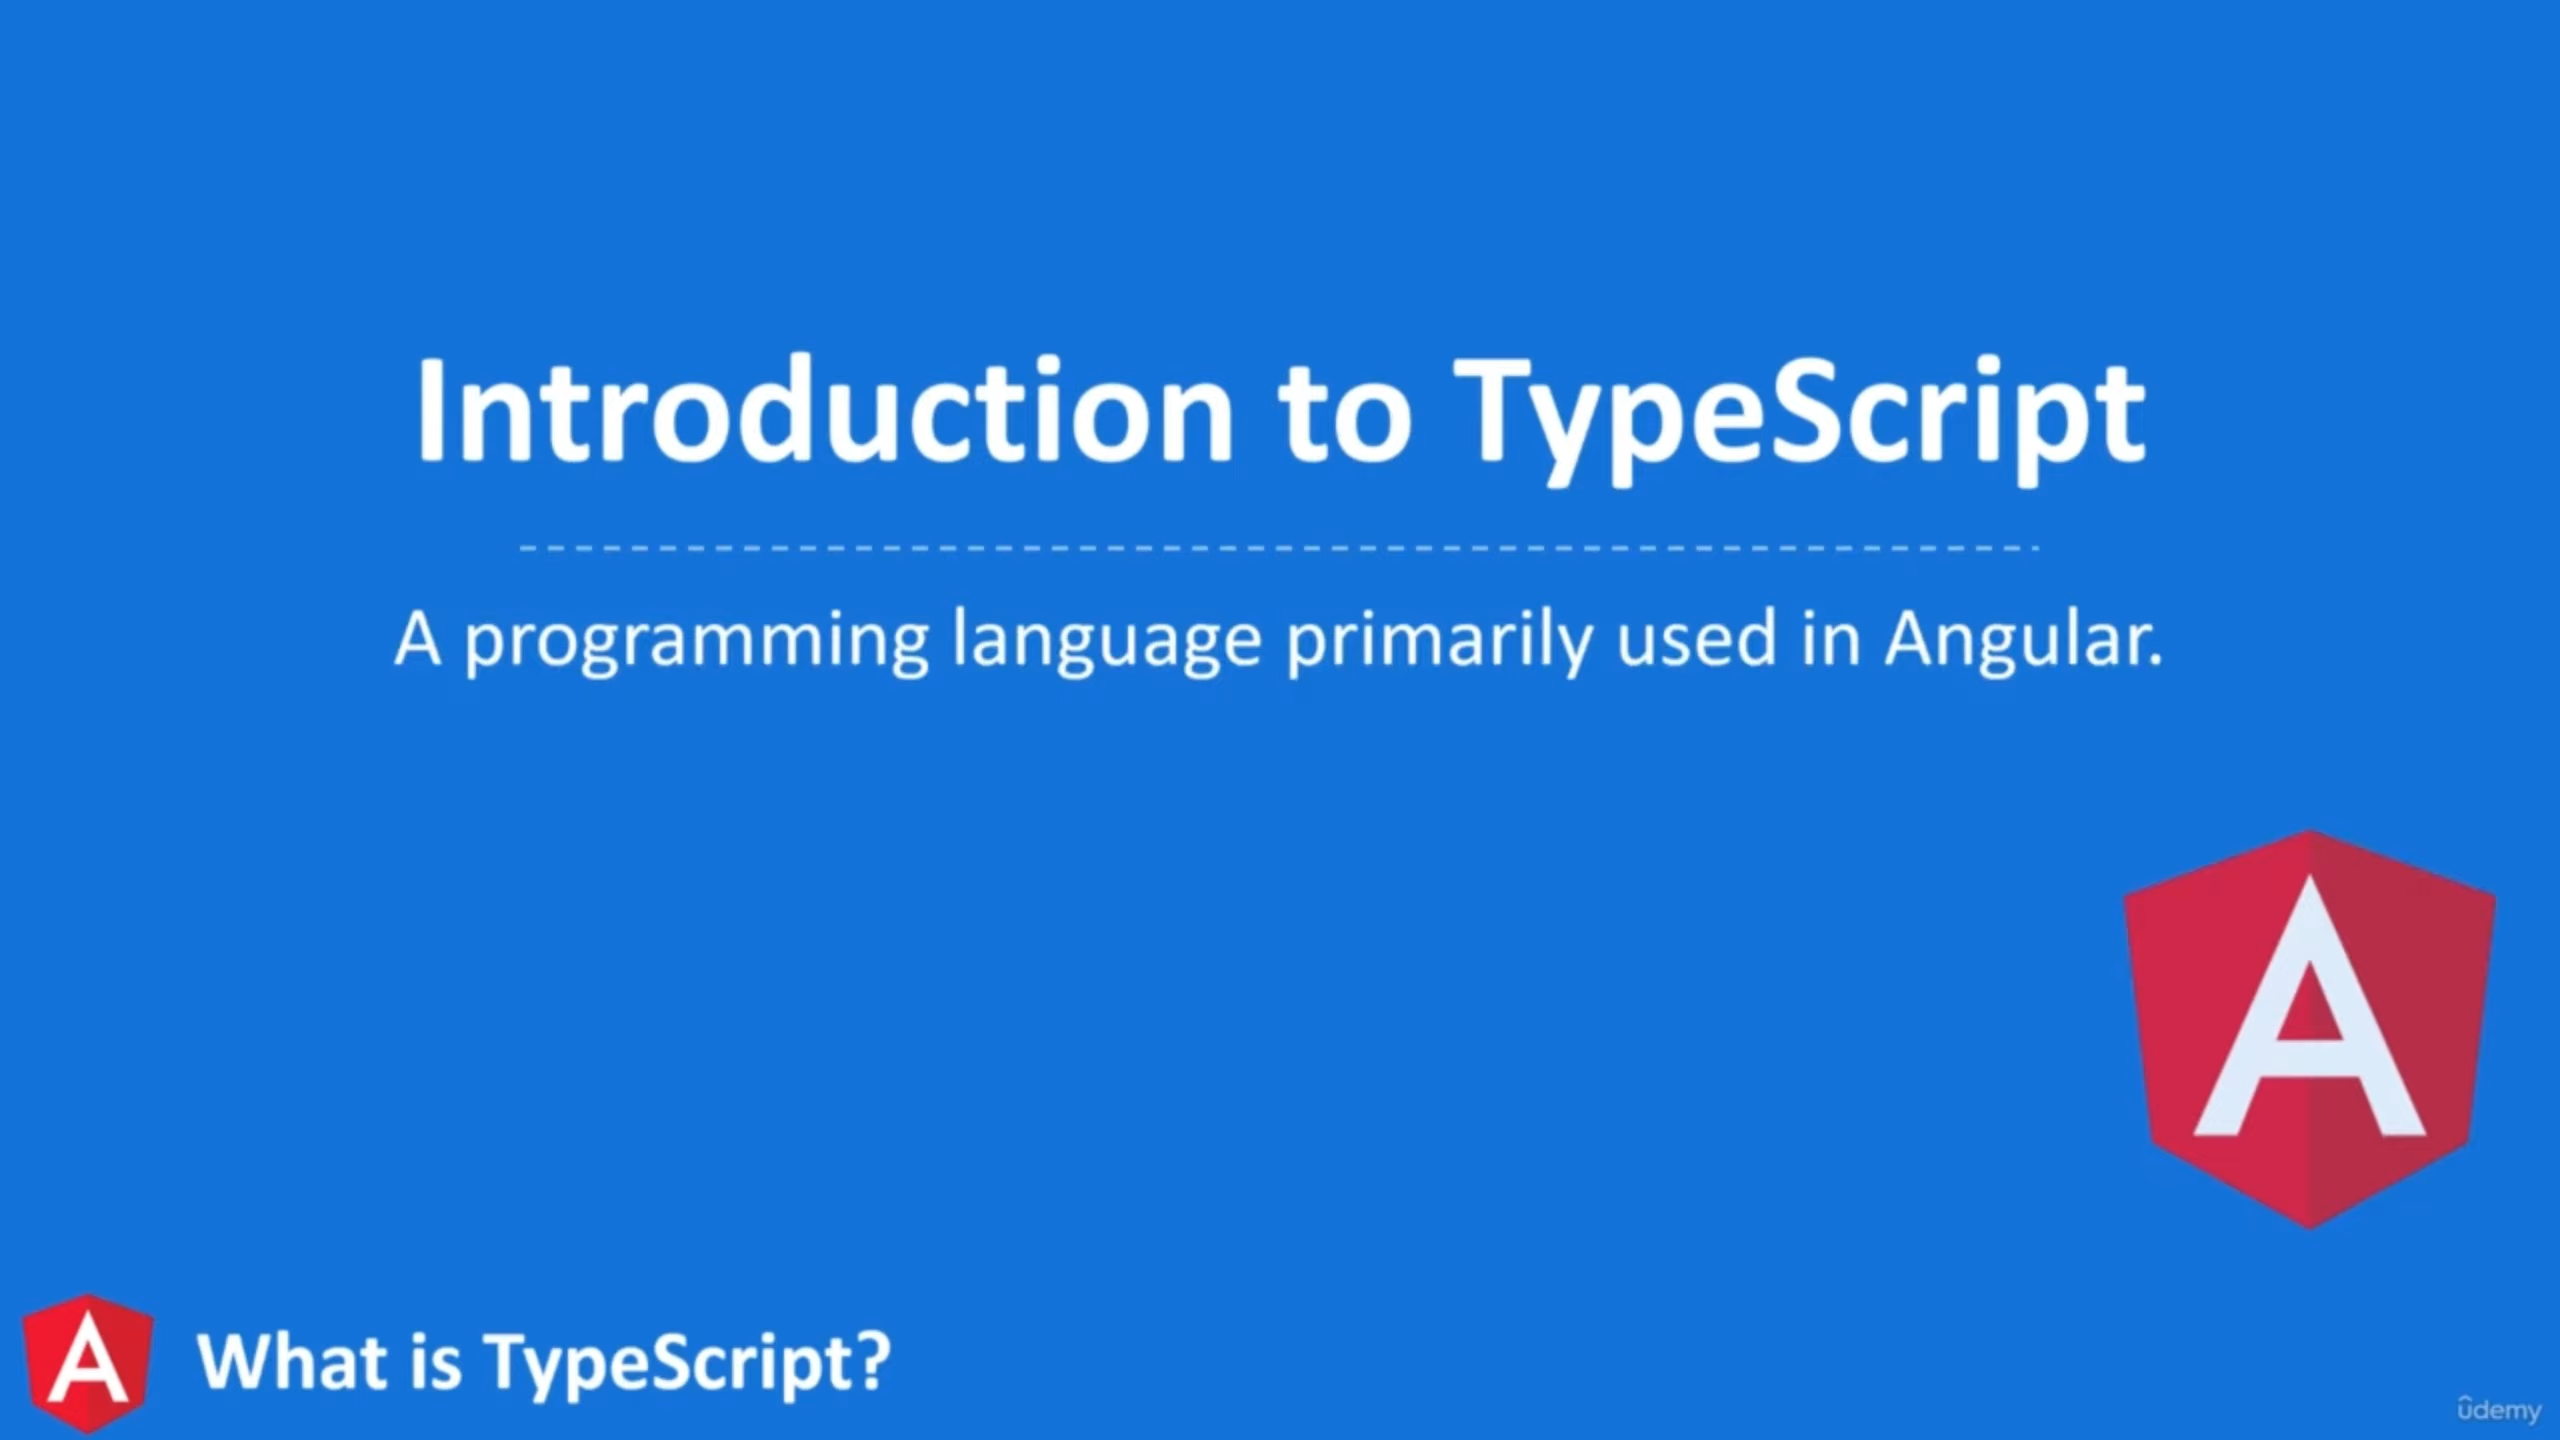 Introduction to TypeScript
A programming language primarily used in Angular.
A
A
What is TypeScript?
ûdemy